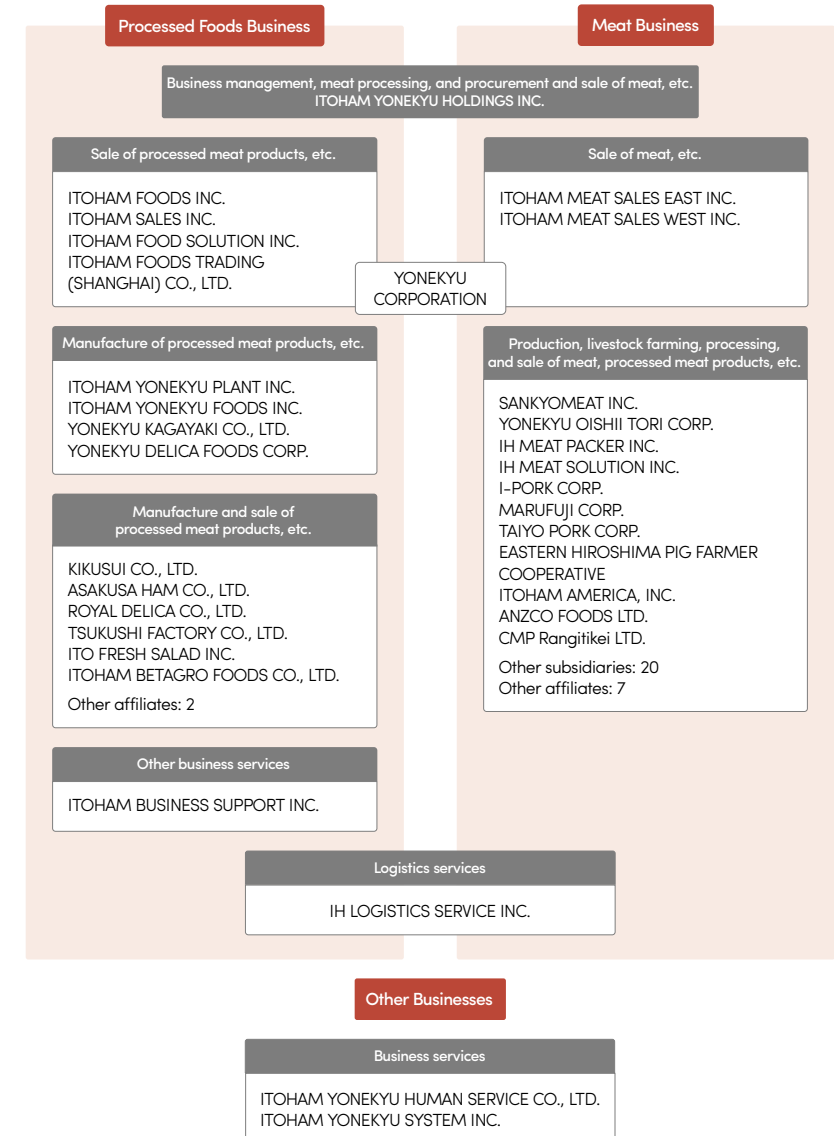 Processed Foods Business
Meat Business
Business management, meat processing, and procurement and sale of meat, etc.
ITOHAM YONEKYU HOLDINGS INC.
Sale of processed meat products, etc.
ITOHAM FOODS INC.
ITOHAM SALES INC.
ITOHAM FOOD SOLUTION INC.
ITOHAM FOODS TRADING
(SHANGHAI) CO., LTD.
Sale of meat, etc.
ITOHAM MEAT SALES EAST INC.
ITOHAM MEAT SALES WEST INC.
YONEKYU
CORPORATION
Manufacture of processed meat products, etc.
ITOHAM YONEKYU PLANT INC.
ITOHAM YONEKYU FOODS INC.
YONEKYU KAGAYAKI CO., LTD.
YONEKYU DELICA FOODS CORP.
Manufacture and sale of
processed meat products, etc.
KIKUSUI CO., LTD.
ASAKUSA HAM CO., LTD.
ROYAL DELICA CO., LTD.
TSUKUSHI FACTORY CO., LTD.
ITO FRESH SALAD INC.
ITOHAM BETAGRO FOODS CO., LTD.
Other affiliates: 2
Other business services
ITOHAM BUSINESS SUPPORT INC.
Production, livestock farming, processing,
and sale of meat, processed meat products, etc.
SANKYOMEAT INC.
YONEKYU OISHII TORI CORP.
IH MEAT PACKER INC.
IH MEAT SOLUTION INC.
I-PORK CORP.
MARUFUJI CORP.
TAIYO PORK CORP.
EASTERN HIROSHIMA PIG FARMER
COOPERATIVE
ITOHAM AMERICA, INC.
ANZCO FOODS LTD.
CMP Rangitikei LTD.
Other subsidiaries: 20
Other affiliates: 7
Logistics services
IH LOGISTICS SERVICE INC.
Other Businesses
Business services
ITOHAM YONEKYU HUMAN SERVICE CO., LTD.
ITOHAM YONEKYU SYSTEM INC.